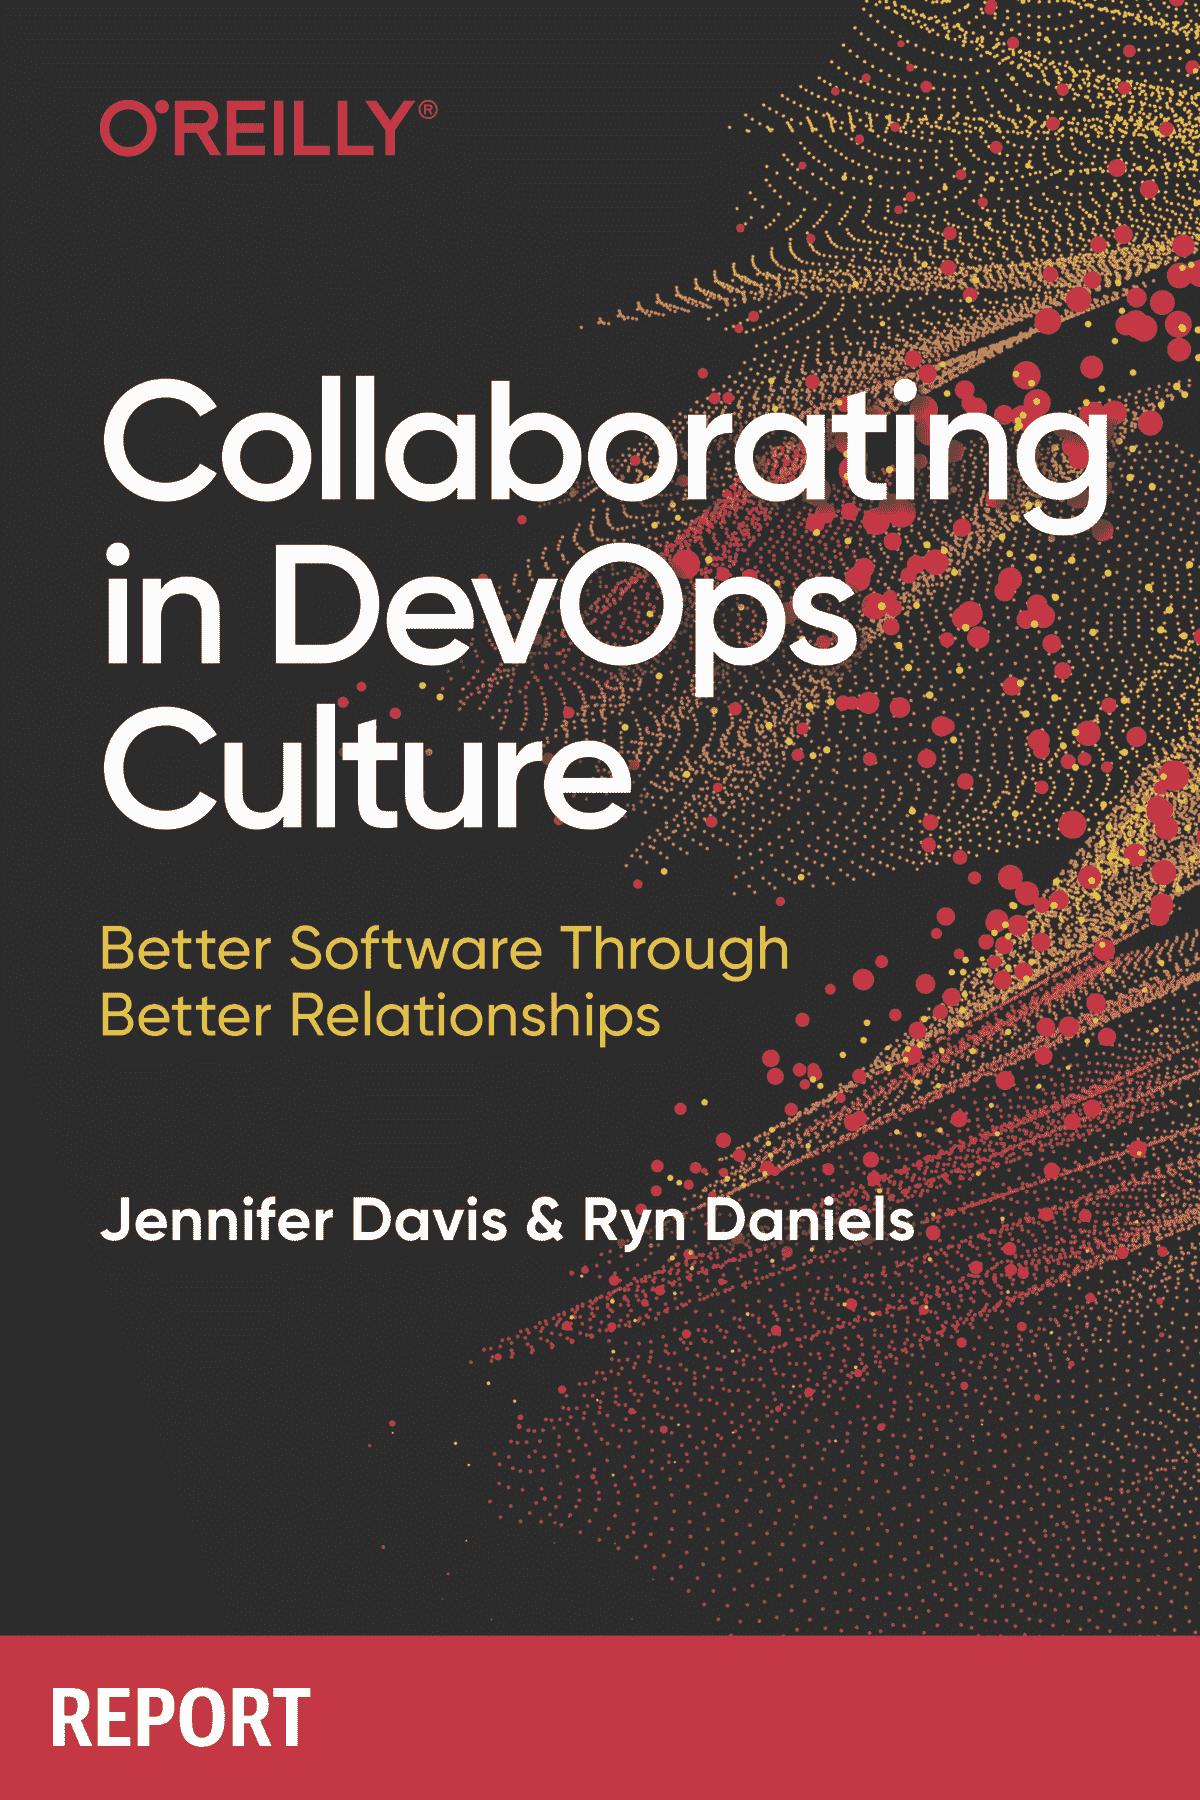 O'REILLY®
Collaborating
in DevOps
Culture
Better Software Through
Better Relationships
Jennifer Davis & Ryn Daniels
REPORT